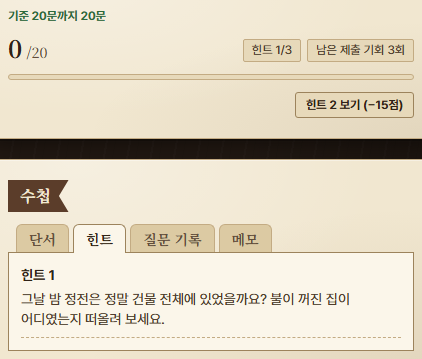 기준 20문까지 20문
0 /20
힌트 1/3
남은 제출 기회 3회
힌트 2 보기 (−15점)
수첩
단서
힌트
질문 기록
메모
힌트 1
그날 밤 정전은 정말 건물 전체에 있었을까요? 불이 꺼진 집이
어디였는지 떠올려 보세요.